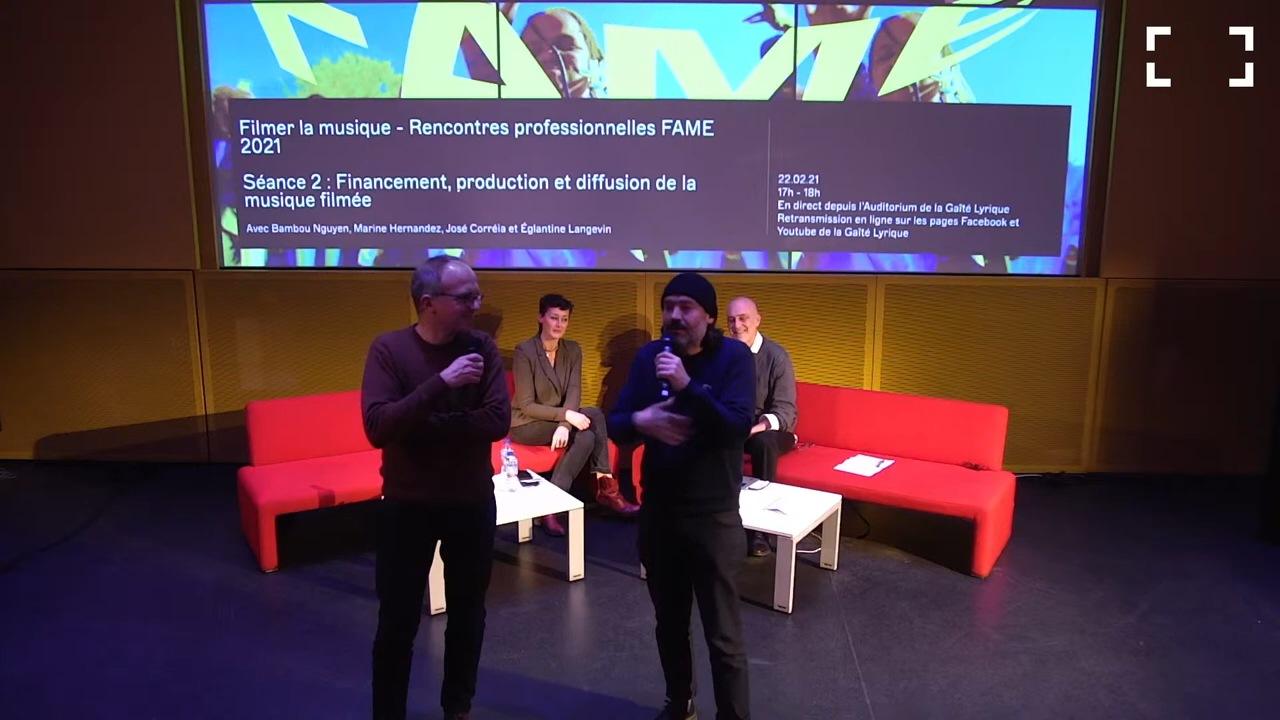 FAME
Filmer la musique - Rencontres professionnelles FAME
2021
Séance 2 : Financement, production et diffusion de la
musique filmée
Avec Bambou Nguyen, Marine Hernandez, José Corréia et Églantine Langevin
22.02.21
17h - 18h
En direct depuis l'Auditorium de la Gaîté Lyrique
Retransmission en ligne sur les pages Facebook et
Youtube de la Gaîté Lyrique